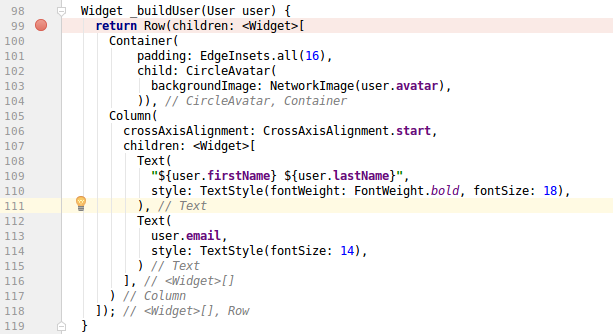 98 Widget _buildUser(User user) {
99 return Row(children: <Widget>[
100 Container(
101 padding: EdgeInsets.all(16),
102 child: CircleAvatar(
103 backgroundImage: NetworkImage(user.avatar),
104 )), // CircleAvatar, Container
105 Column(
106 crossAxisAlignment: CrossAxisAlignment.start,
107 children: <Widget>[
108 Text(
109 "${user.firstName} ${user.lastName}",
110 style: TextStyle(fontWeight: FontWeight.bold, fontSize: 18),
111 ), // Text
112 Text(
113 user.email,
114 style: TextStyle(fontSize: 14),
115 ) // Text
116 ], // <Widget>[]
117 ) // Column
118 ]); // <Widget>[], Row
119 }